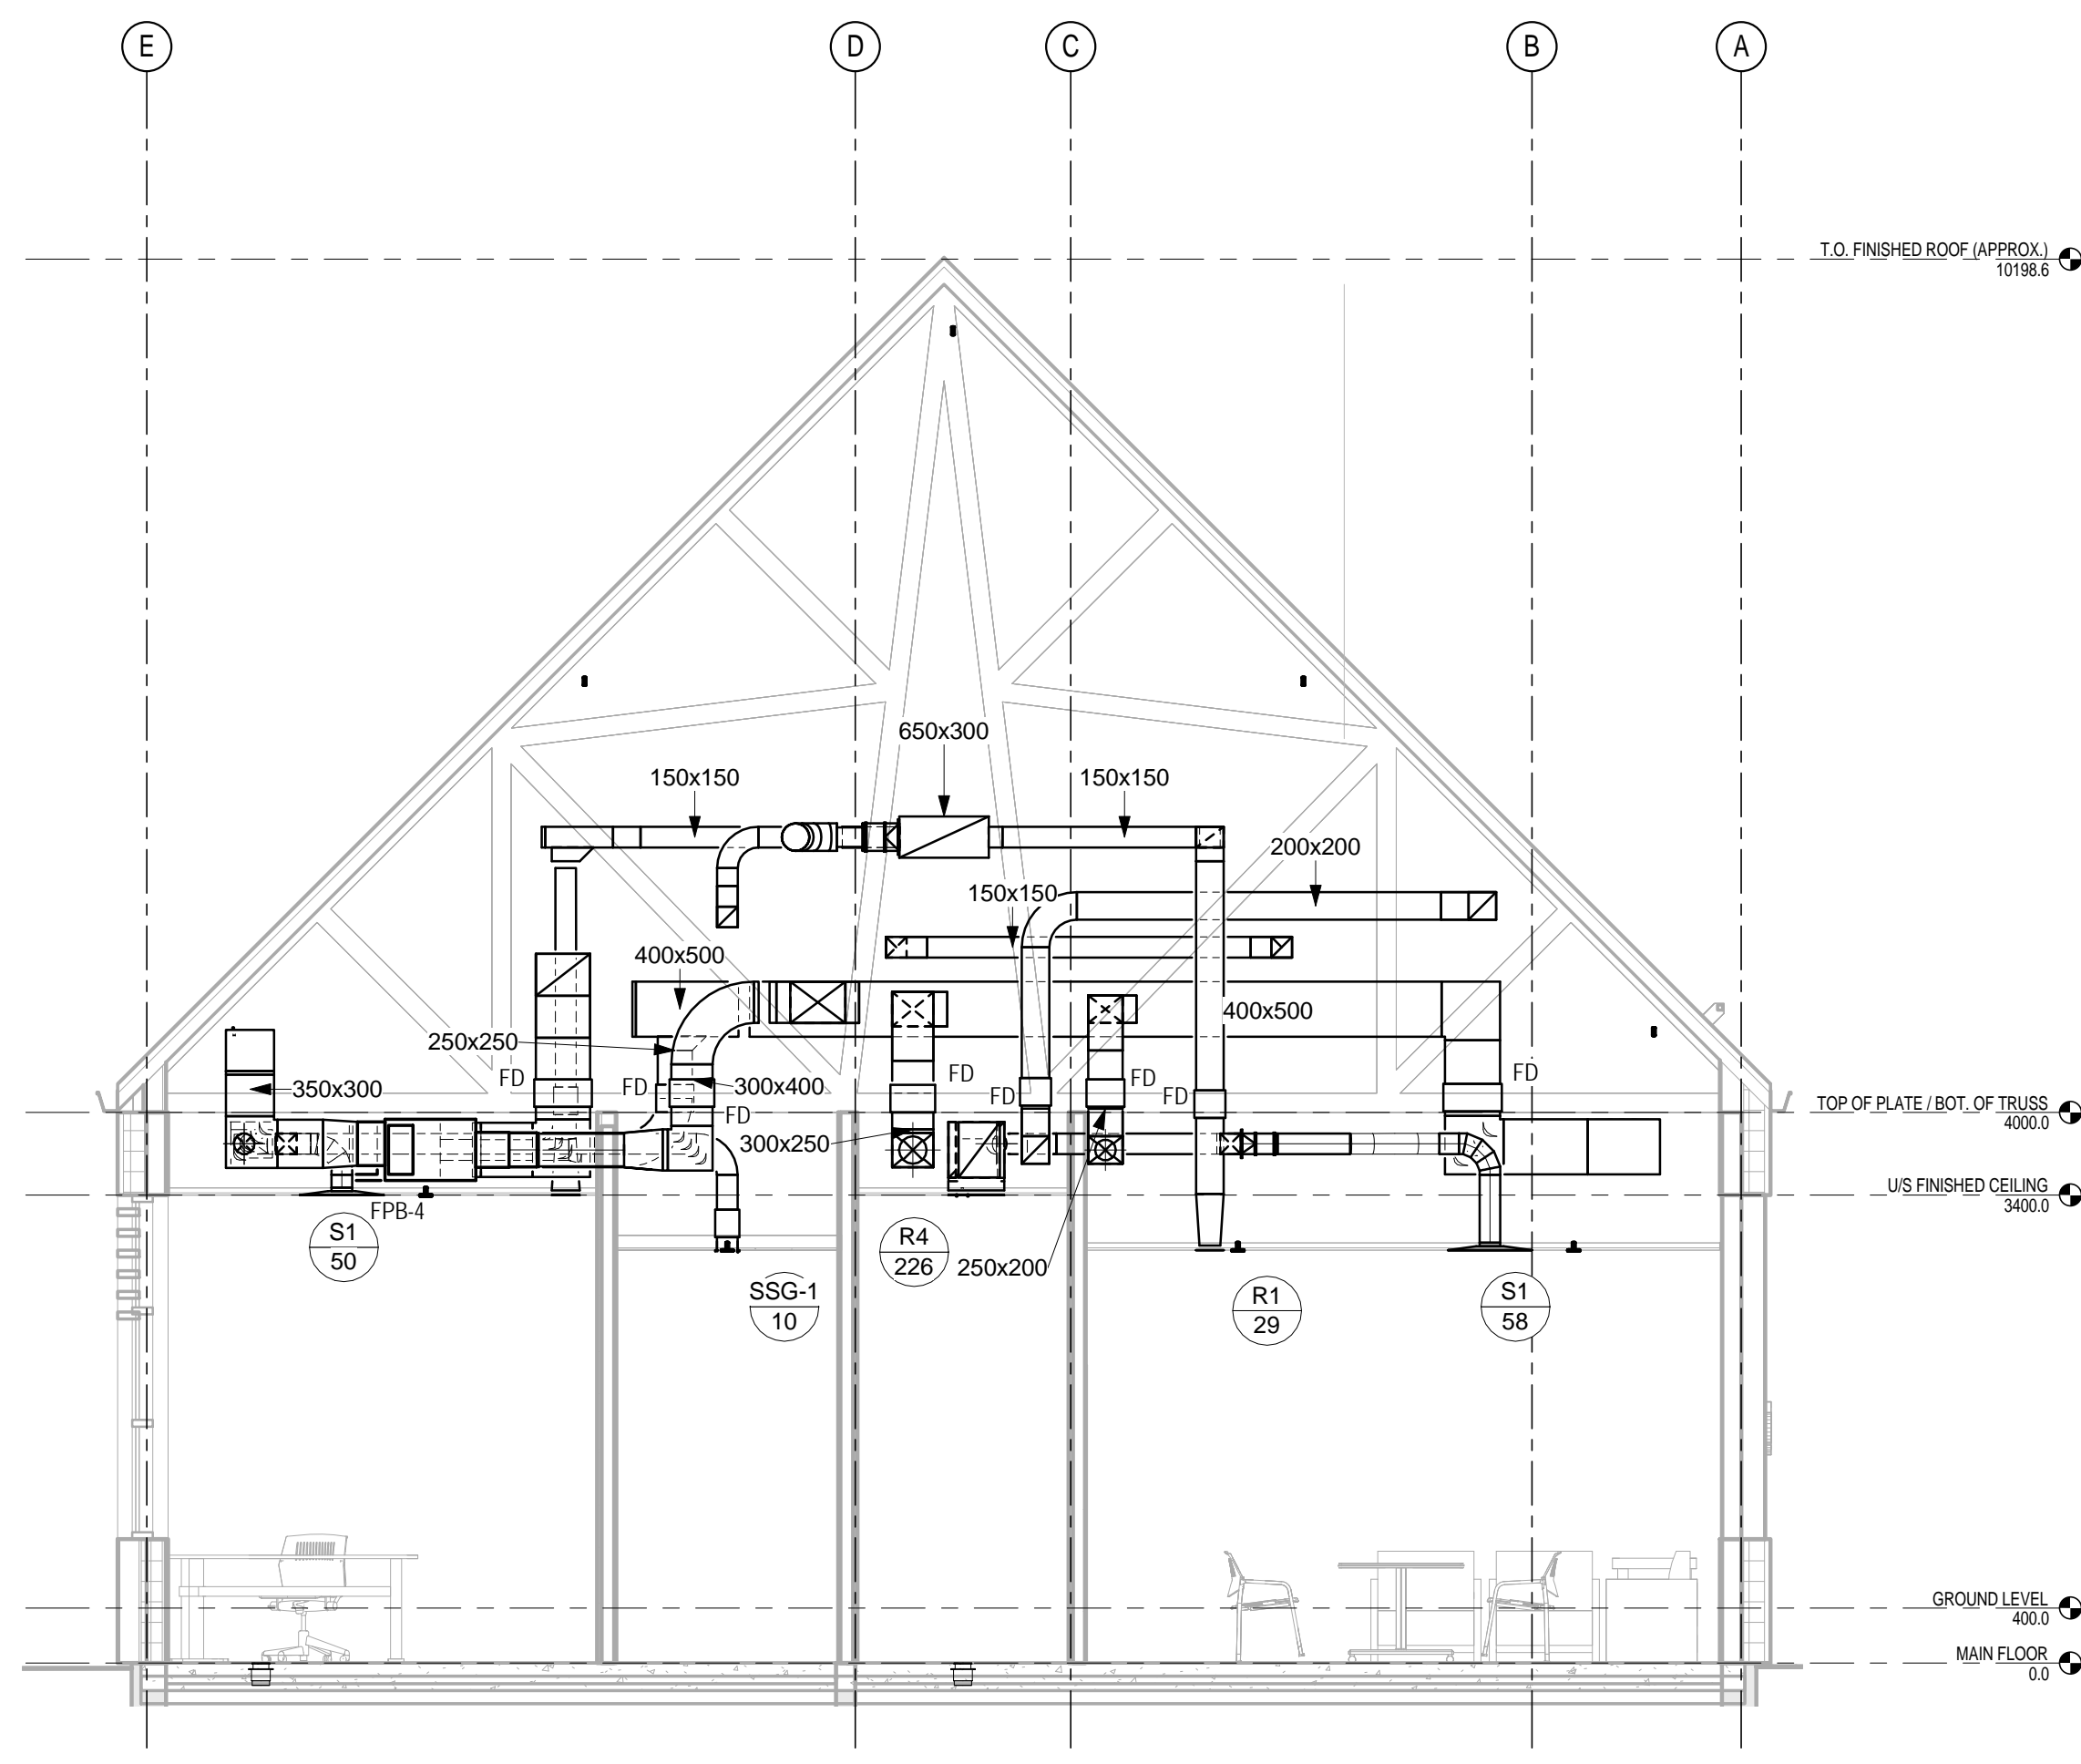 E
D
C
B
A
T.O. FINISHED ROOF (APPROX.)
10198.6
650x300
150x150
150x150
200x200
150x150
400x500
400x500
250x250
FD
FD
300x400
FD
FD
FD
FD
FD
FD
350x300
300x250
TOP OF PLATE / BOT. OF TRUSS
4000.0
U/S FINISHED CEILING
3400.0
FPB-4
S1
50
R4
226
250x200
SSG-1
10
R1
29
S1
58
GROUND LEVEL
400.0
MAIN FLOOR
0.0